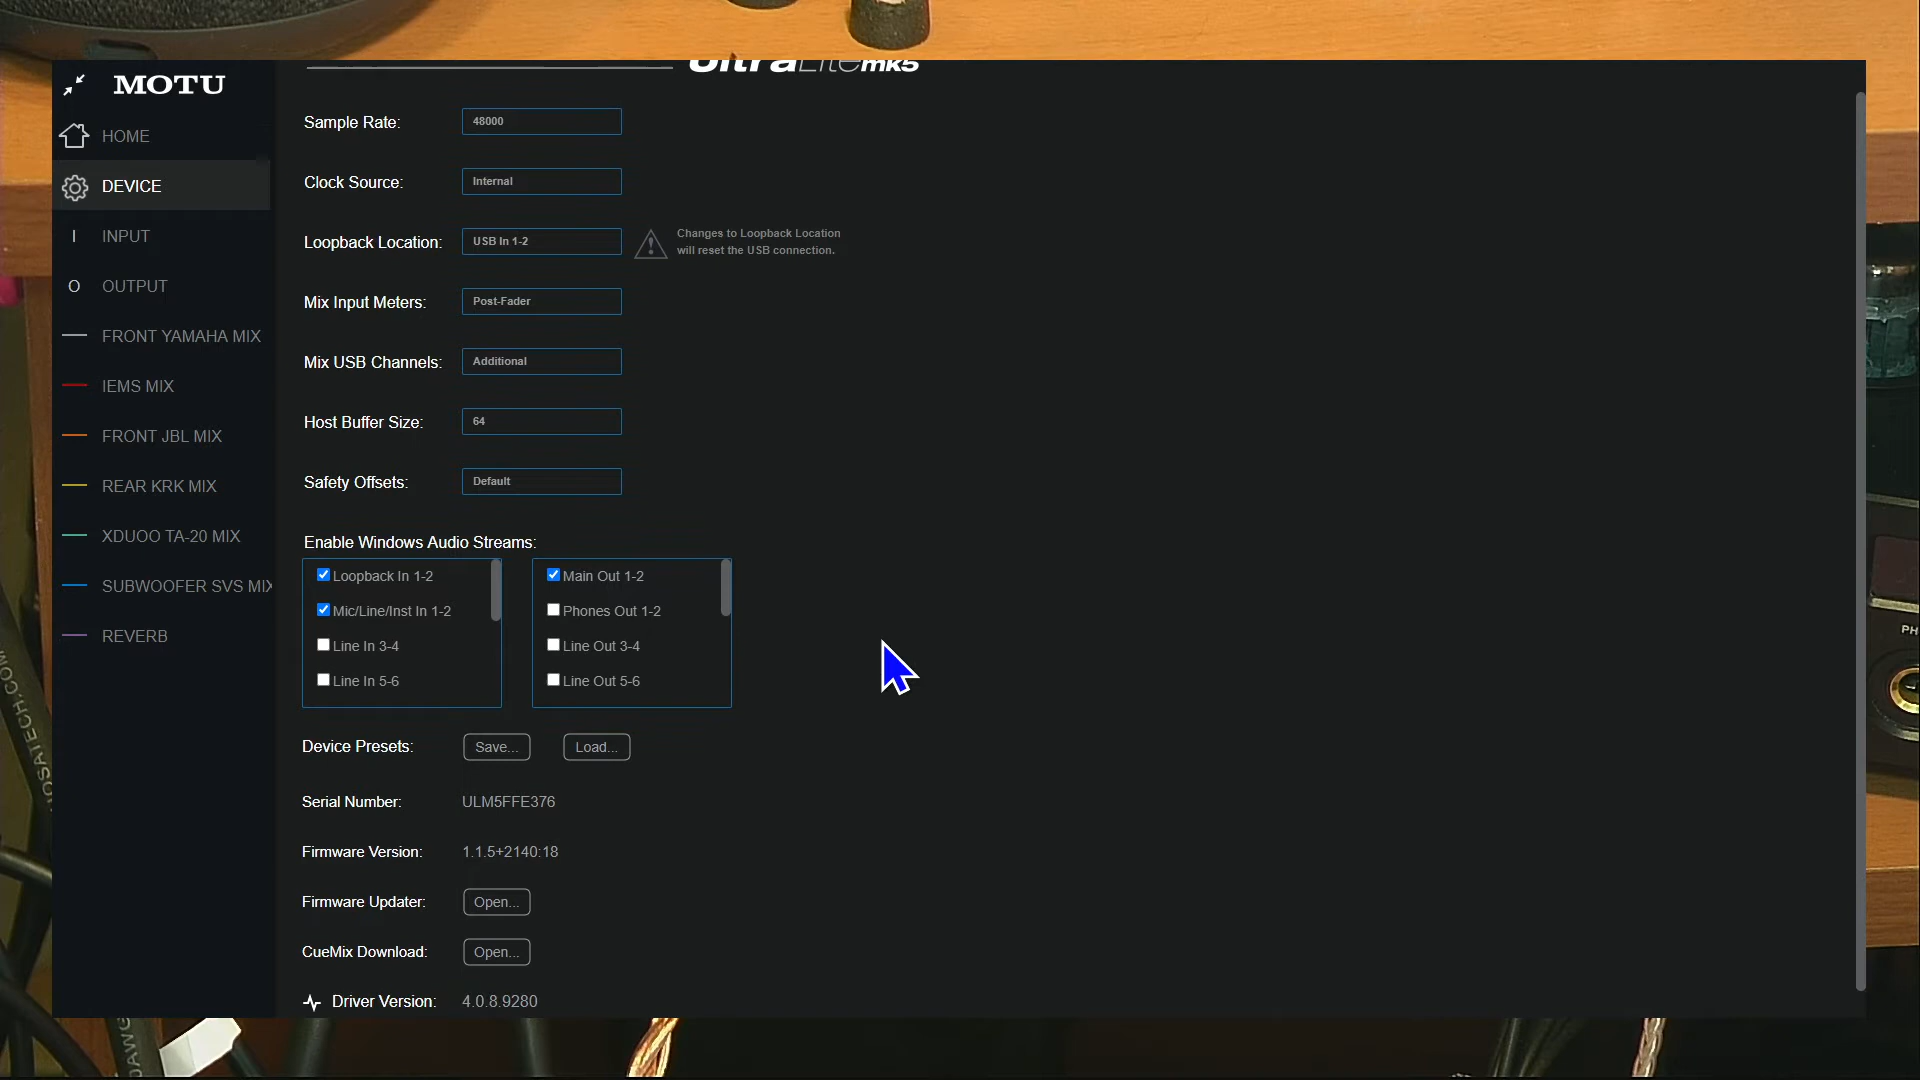 UltraLitemk5
MOTU
HOME
DEVICE
I INPUT
O OUTPUT
FRONT YAMAHA MIX
IEMS MIX
FRONT JBL MIX
REAR KRK MIX
XDUOO TA-20 MIX
SUBWOOFER SVS MIX
REVERB
Sample Rate: 48000
Clock Source: Internal
Loopback Location: USB In 1-2
Changes to Loopback Location
will reset the USB connection.
Mix Input Meters: Post-Fader
Mix USB Channels: Additional
Host Buffer Size: 64
Safety Offsets: Default
Enable Windows Audio Streams:
Loopback In 1-2
Mic/Line/Inst In 1-2
Line In 3-4
Line In 5-6
Main Out 1-2
Phones Out 1-2
Line Out 3-4
Line Out 5-6
Device Presets: Save... Load...
Serial Number: ULM5FFE376
Firmware Version: 1.1.5+2140:18
Firmware Updater: Open...
CueMix Download: Open...
Driver Version: 4.0.8.9280
PH